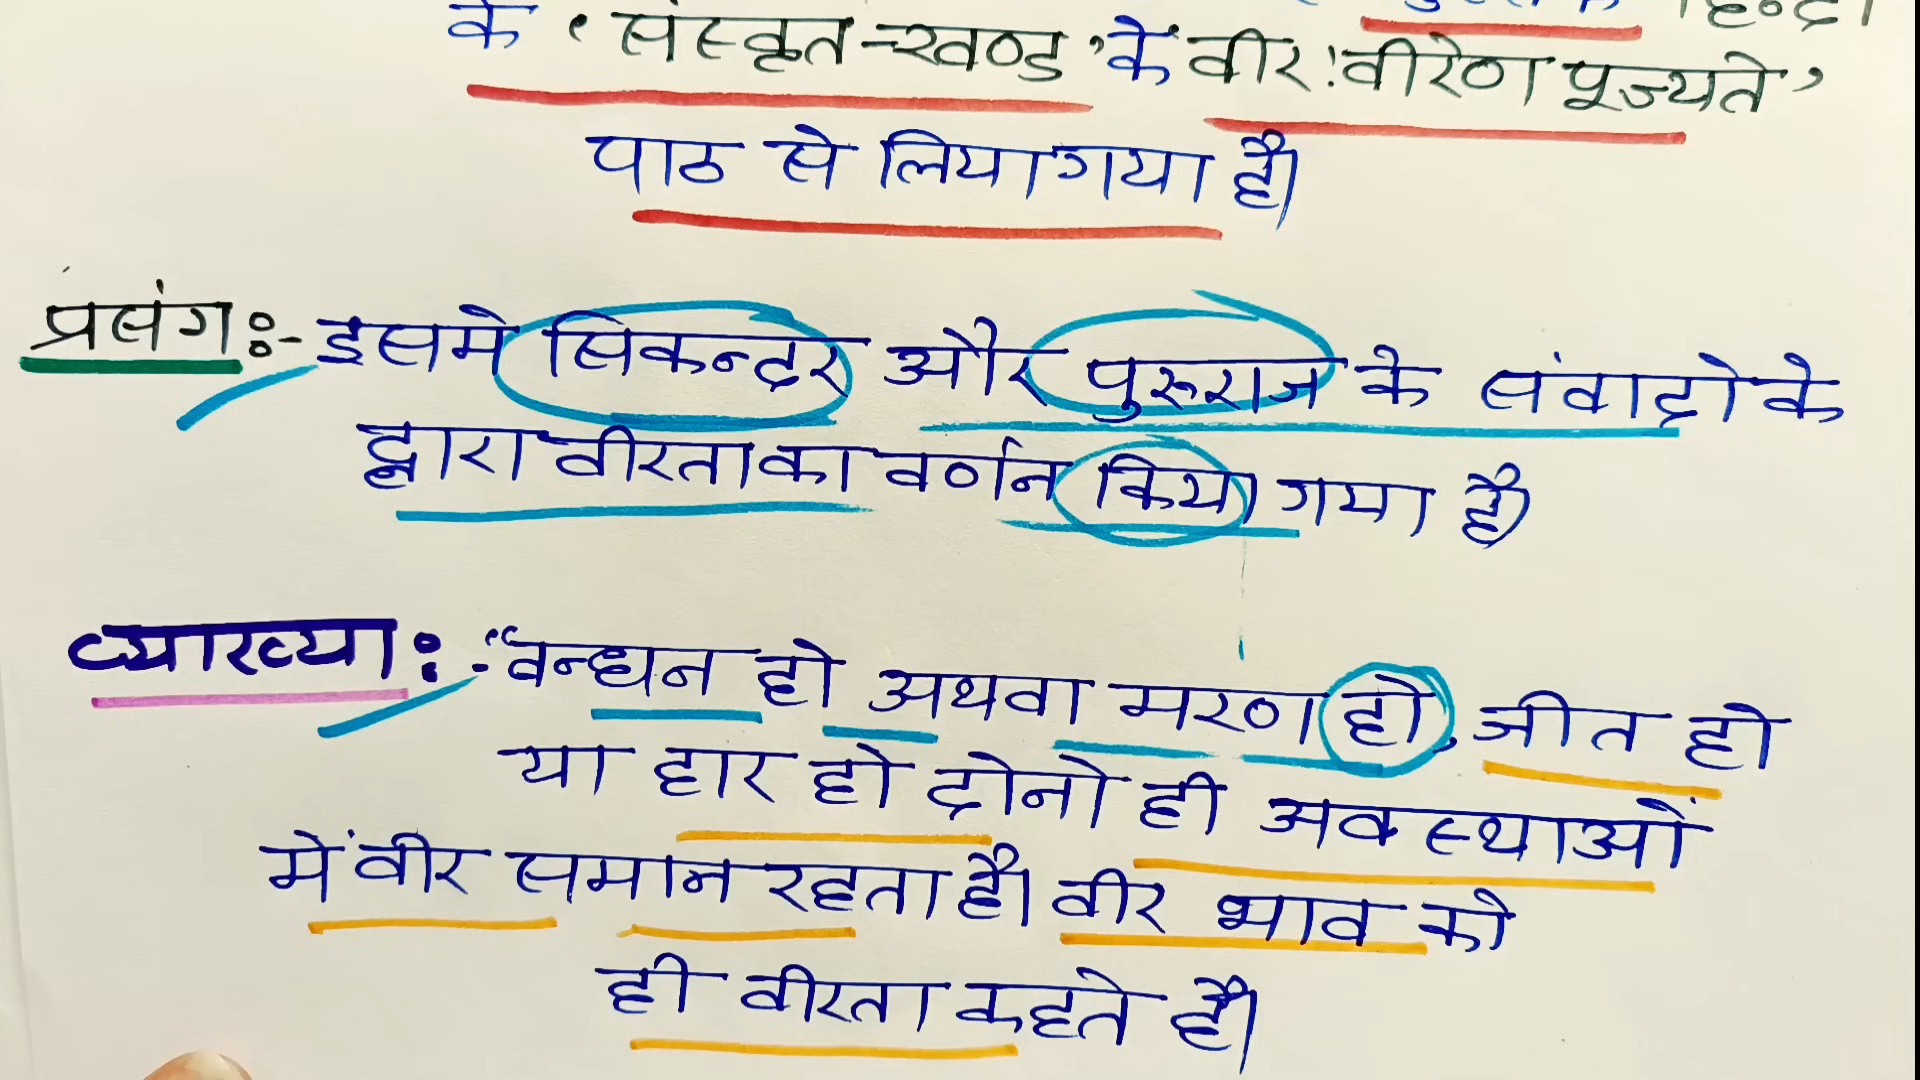 हिन्दी
के 'संस्कृत-खण्ड' के वीर: वीरेण पूज्यते'
पाठ से लिया गया है।
प्रसंग:- इसमे सिकन्दर और पुरुराज के संवादो के
द्वारा वीरता का वर्णन किया गया है
व्याख्या:- "बन्धन हो अथवा मरण हो, जीत हो
या हार हो दोनो ही अवस्थाओं
में वीर समान रहता है। वीर भाव को
ही वीरता कहते है।